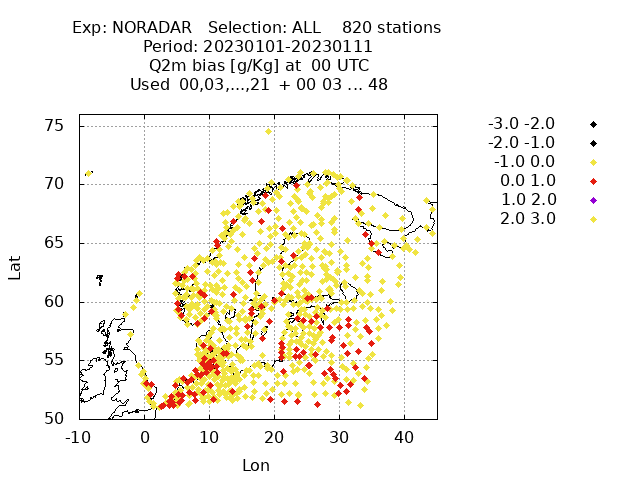 Exp: NORADAR   Selection: ALL    820 stations
Period: 20230101-20230111
Q2m bias [g/Kg] at  00 UTC
Used  00,03,...,21  + 00 03 ... 48
-3.0 -2.0
-2.0 -1.0
-1.0 0.0
0.0 1.0
1.0 2.0
2.0 3.0
75
70
65
60
55
50
Lat
-10 0 10 20 30 40
Lon